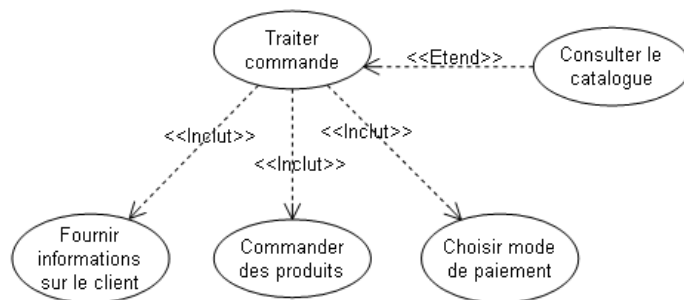 Traiter
commande
<<Etend>>
Consulter le
catalogue
<<Inclut>>
<<Inclut>>
<<Inclut>>
Fournir
informations
sur le client
Commander
des produits
Choisir mode
de paiement